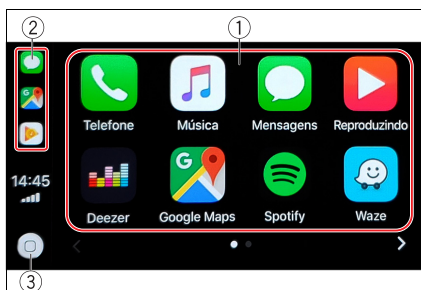 ② ①
Telefone Música Mensagens Reproduzindo
14:45
Deezer Google Maps Spotify Waze
③